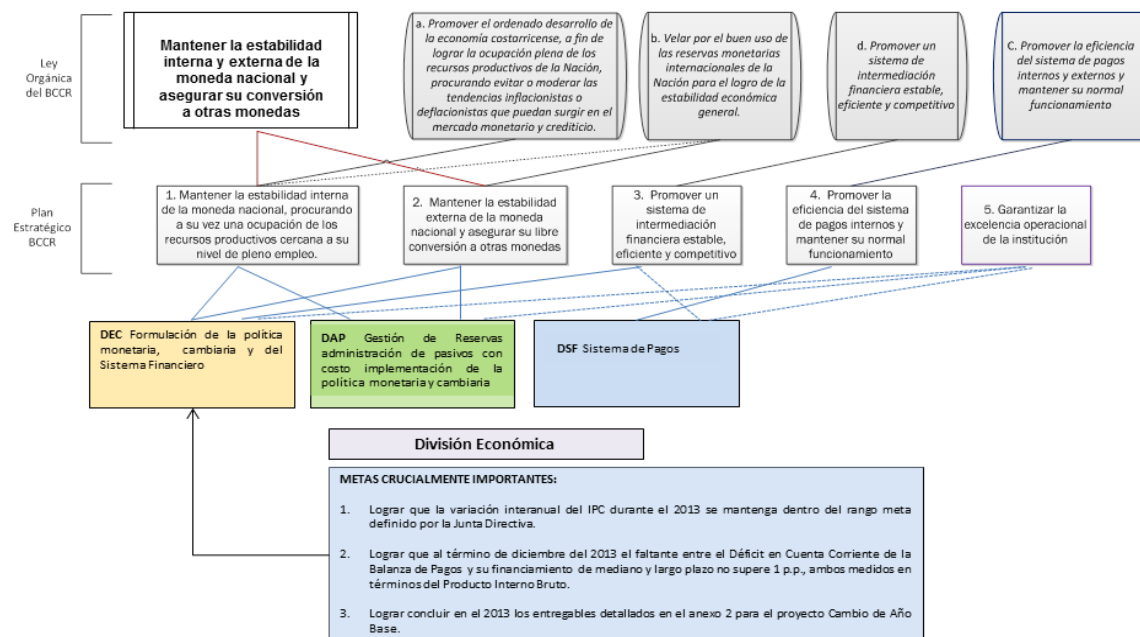 Ley
Orgánica
del BCCR
Mantener la estabilidad
interna y externa de la
moneda nacional y
asegurar su conversión
a otras monedas
a. Promover el ordenado desarrollo de
la economía costarricense, a fin de
lograr la ocupación plena de los
recursos productivos de la Nación,
procurando evitar o moderar las
tendencias inflacionistas o
deflacionistas que puedan surgir en el
mercado monetario y crediticio.
b. Velar por el buen uso de
las reservas monetarias
internacionales de la
Nación para el logro de la
estabilidad económica
general.
d. Promover un
sistema de
intermediación
financiera estable,
eficiente y competitivo
C. Promover la eficiencia
del sistema de pagos
internos y externos y
mantener su normal
funcionamiento
Plan
Estratégico
BCCR
1. Mantener la estabilidad interna
de la moneda nacional, procurando
a su vez una ocupación de los
recursos productivos cercana a su
nivel de pleno empleo.
2. Mantener la estabilidad
externa de la moneda
nacional y asegurar su libre
conversión a otras monedas
3. Promover un
sistema de
intermediación
financiera estable,
eficiente y competitivo
4. Promover la
eficiencia del sistema
de pagos internos y
mantener su normal
funcionamiento
5. Garantizar la
excelencia operacional
de la institución
DEC Formulación de la política
monetaria, cambiaria y del
Sistema Financiero
DAP Gestión de Reservas
administración de pasivos con
costo implementación de la
política monetaria y cambiaria
DSF Sistema de Pagos
División Económica
METAS CRUCIALMENTE IMPORTANTES:
1. Lograr que la variación interanual del IPC durante el 2013 se mantenga dentro del rango meta
definido por la Junta Directiva.
2. Lograr que al término de diciembre del 2013 el faltante entre el Déficit en Cuenta Corriente de la
Balanza de Pagos y su financiamiento de mediano y largo plazo no supere 1 p.p., ambos medidos en
términos del Producto Interno Bruto.
3. Lograr concluir en el 2013 los entregables detallados en el anexo 2 para el proyecto Cambio de Año
Base.